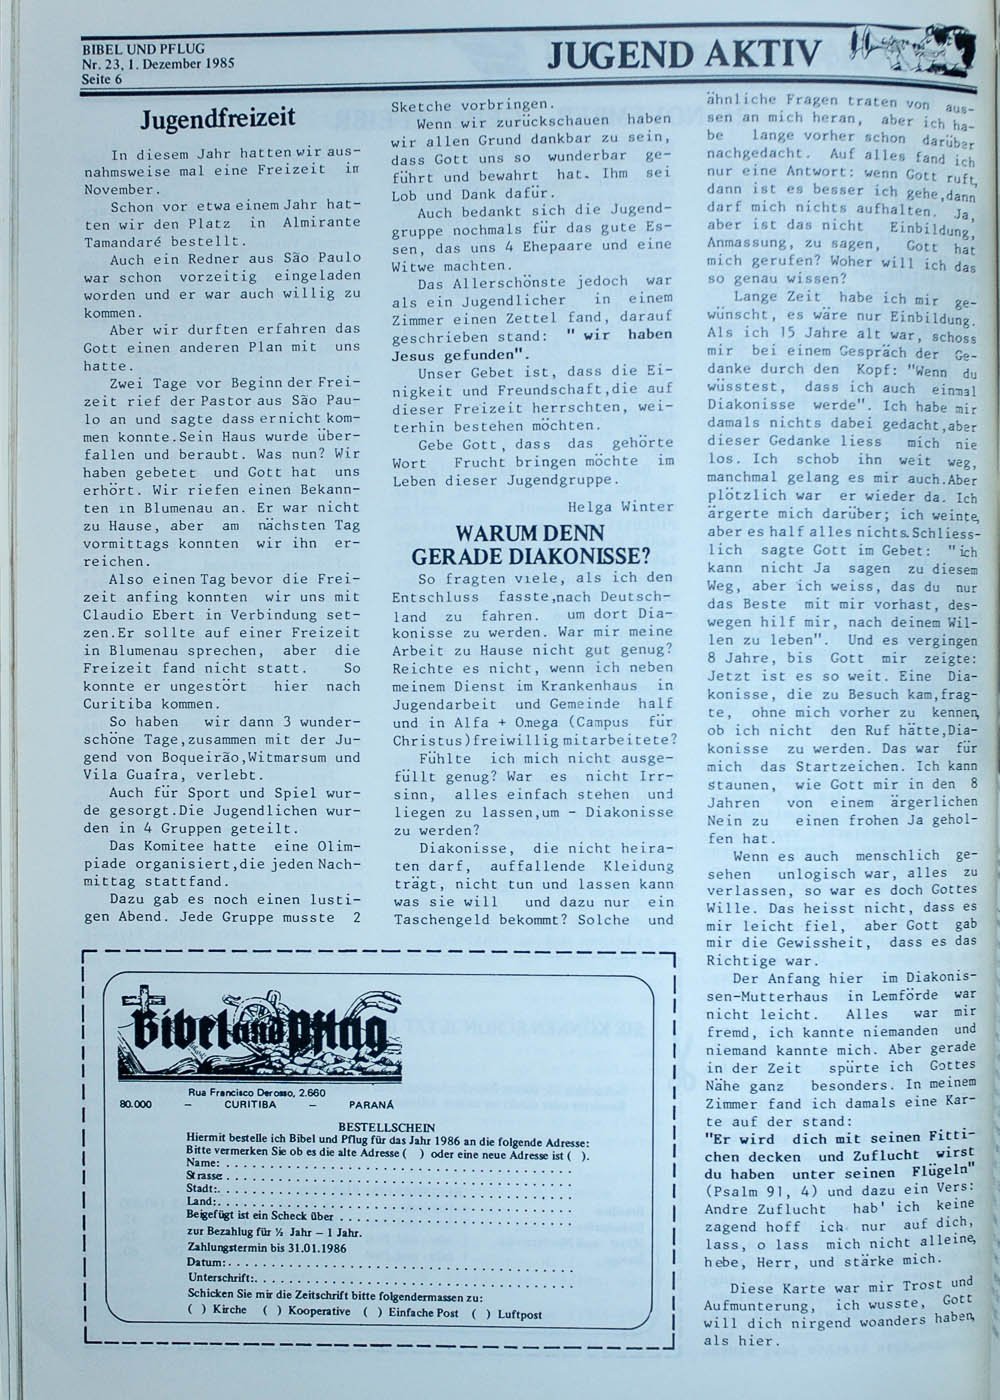 BIBEL UND PFLUG
Nr. 23, 1. Dezember 1985
Seite 6
JUGEND AKTIV
Jugendfreizeit
In diesem Jahr hatten wir aus-
nahmsweise mal eine Freizeit im
November.
Schon vor etwa einem Jahr hat-
ten wir den Platz in Almirante
Tamandaré bestellt.
Auch ein Redner aus São Paulo
war schon vorzeitig eingeladen
worden und er war auch willig zu
kommen.
Aber wir durften erfahren das
Gott einen anderen Plan mit uns
hatte.
Zwei Tage vor Beginn der Frei-
zeit rief der Pastor aus São Pau-
lo an und sagte dass er nicht kom-
men konnte. Sein Haus wurde über-
fallen und beraubt. Was nun? Wir
haben gebetet und Gott hat uns
erhört. Wir riefen einen Bekann-
ten in Blumenau an. Er war nicht
zu Hause, aber am nächsten Tag
vormittags konnten wir ihn er-
reichen.
Also einen Tag bevor die Frei-
zeit anfing konnten wir uns mit
Claudio Ebert in Verbindung set-
zen. Er sollte auf einer Freizeit
in Blumenau sprechen, aber die
Freizeit fand nicht statt. So
konnte er ungestört hier nach
Curitiba kommen.
So haben wir dann 3 wunder-
schöne Tage, zusammen mit der Ju-
gend von Boqueirão, Witmarsum und
Vila Guaíra, verlebt.
Auch für Sport und Spiel wur-
de gesorgt. Die Jugendlichen wur-
den in 4 Gruppen geteilt.
Das Komitee hatte eine Olim-
piade organisiert, die jeden Nach-
mittag stattfand.
Dazu gab es noch einen lusti-
gen Abend. Jede Gruppe musste 2
Sketche vorbringen.
Wenn wir zurückschauen haben
wir allen Grund dankbar zu sein,
dass Gott uns so wunderbar ge-
führt und bewahrt hat. Ihm sei
Lob und Dank dafür.
Auch bedankt sich die Jugend-
gruppe nochmals für das gute Es-
sen, das uns 4 Ehepaare und eine
Witwe machten.
Das Allerschönste jedoch war
als ein Jugendlicher in einem
Zimmer einen Zettel fand, darauf
geschrieben stand: " wir haben
Jesus gefunden".
Unser Gebet ist, dass die Ei-
nigkeit und Freundschaft, die auf
dieser Freizeit herrschten, wei-
terhin bestehen möchten.
Gebe Gott, dass das gehörte
Wort Frucht bringen möchte im
Leben dieser Jugendgruppe.
Helga Winter
WARUM DENN
GERADE DIAKONISSE?
So fragten viele, als ich den
Entschluss fasste, nach Deutsch-
land zu fahren. um dort Dia-
konisse zu werden. War mir meine
Arbeit zu Hause nicht gut genug?
Reichte es nicht, wenn ich neben
meinem Dienst im Krankenhaus in
Jugendarbeit und Gemeinde half
und in Alfa + Omega (Campus für
Christus) freiwillig mitarbeitete?
Fühlte ich mich nicht ausge-
füllt genug? War es nicht Irr-
sinn, alles einfach stehen und
liegen zu lassen, um - Diakonisse
zu werden?
Diakonisse, die nicht heira-
ten darf, auffallende Kleidung
trägt, nicht tun und lassen kann
was sie will und dazu nur ein
Taschengeld bekommt? Solche und
ähnliche Fragen traten von aus-
sen an mich heran, aber ich ha-
be lange vorher schon darüber
nachgedacht. Auf alles fand ich
nur eine Antwort: wenn Gott ruft,
dann ist es besser ich gehe, dann
darf mich nichts aufhalten. Ja,
aber ist das nicht Einbildung,
Anmassung, zu sagen, Gott hat
mich gerufen? Woher will ich das
so genau wissen?
Lange Zeit habe ich mir ge-
wünscht, es wäre nur Einbildung.
Als ich 15 Jahre alt war, schoss
mir bei einem Gespräch der Ge-
danke durch den Kopf: "Wenn du
wüsstest, dass ich auch einmal
Diakonisse werde". Ich habe mir
damals nichts dabei gedacht, aber
dieser Gedanke liess mich nie
los. Ich schob ihn weit weg,
manchmal gelang es mir auch. Aber
plötzlich war er wieder da. Ich
ärgerte mich darüber; ich weinte,
aber es half alles nichts. Schliess-
lich sagte Gott im Gebet: "ich
kann nicht Ja sagen zu diesem
Weg, aber ich weiss, das du nur
das Beste mit mir vorhast, des-
wegen hilf mir, nach deinem Wil-
len zu leben". Und es vergingen
8 Jahre, bis Gott mir zeigte:
Jetzt ist es so weit. Eine Dia-
konisse, die zu Besuch kam, frag-
te, ohne mich vorher zu kennen,
ob ich nicht den Ruf hätte, Dia-
konisse zu werden. Das war für
mich das Startzeichen. Ich kann
staunen, wie Gott mir in den 8
Jahren von einem ärgerlichen
Nein zu einen frohen Ja gehol-
fen hat.
Wenn es auch menschlich ge-
sehen unlogisch war, alles zu
verlassen, so war es doch Gottes
Wille. Das heisst nicht, dass es
mir leicht fiel, aber Gott gab
mir die Gewissheit, dass es das
Richtige war.
Der Anfang hier im Diakonis-
sen-Mutterhaus in Lemförde war
nicht leicht. Alles war mir
fremd, ich kannte niemanden und
niemand kannte mich. Aber gerade
in der Zeit spürte ich Gottes
Nähe ganz besonders. In meinem
Zimmer fand ich damals eine Kar-
te auf der stand:
"Er wird dich mit seinen Fitti-
chen decken und Zuflucht wirst
du haben unter seinen Flügeln"
(Psalm 91, 4) und dazu ein Vers:
Andre Zuflucht hab' ich keine
zagend hoff ich nur auf dich,
lass, o lass mich nicht alleine,
hebe, Herr, und stärke mich.
Diese Karte war mir Trost und
Aufmunterung, ich wusste, Gott
will dich nirgend woanders haben,
als hier.
Bibel und Pflug
Rua Francisco Derosso, 2.660
80.000 – CURITIBA – PARANÁ
BESTELLSCHEIN
Hiermit bestelle ich Bibel und Pflug für das Jahr 1986 an die folgende Adresse:
Bitte vermerken Sie ob es die alte Adresse ( ) oder eine neue Adresse ist ( ).
Name:
Strasse
Stadt:
Land:
Beigefügt ist ein Scheck über
zur Bezahlug für ½ Jahr – 1 Jahr.
Zahlungstermin bis 31.01.1986
Datum:
Unterschrift:
Schicken Sie mir die Zeitschrift bitte folgendermassen zu:
( ) Kirche ( ) Kooperative ( ) Einfache Post ( ) Luftpost